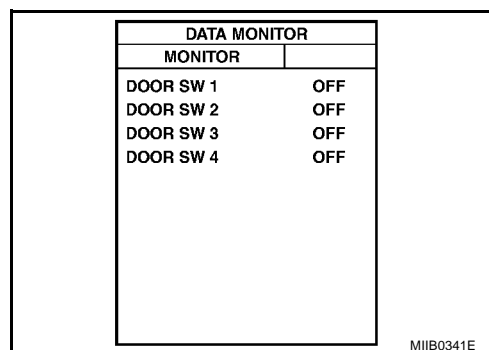 DATA MONITOR
MONITOR
DOOR SW 1 OFF
DOOR SW 2 OFF
DOOR SW 3 OFF
DOOR SW 4 OFF
MIIB0341E